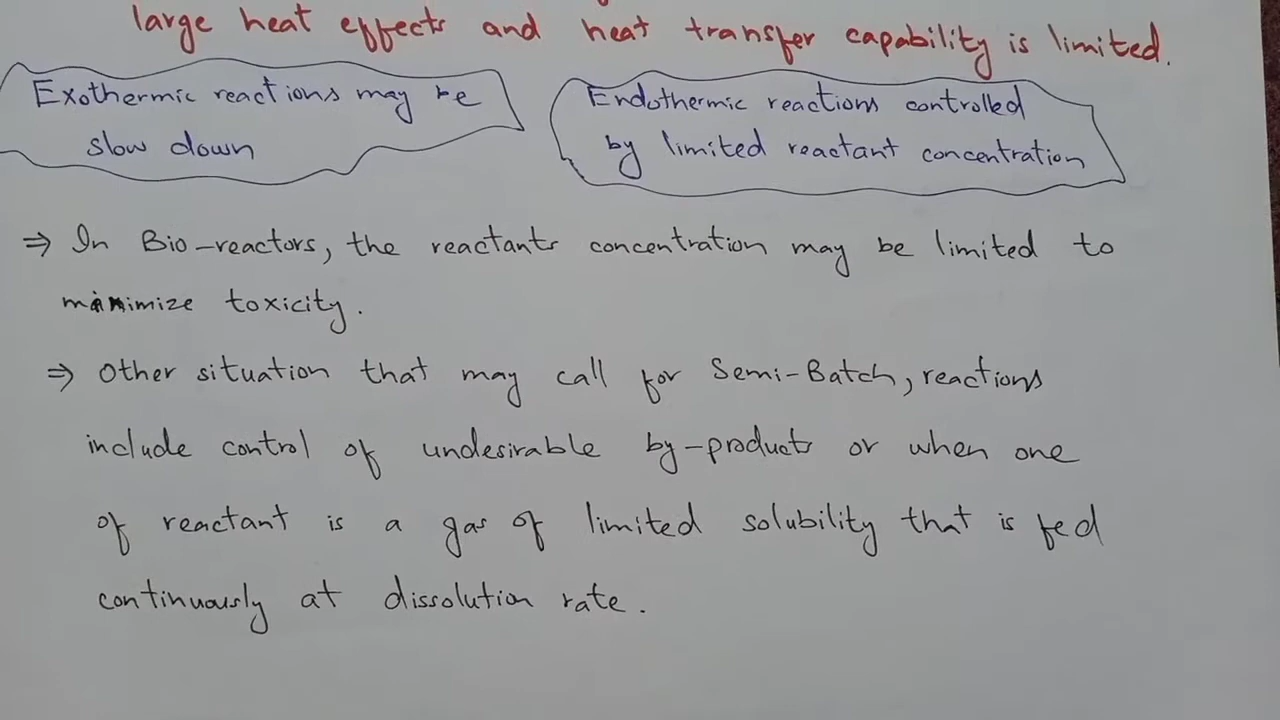 large heat effects and heat transfer capability is limited.
Exothermic reactions may be
slow down
Endothermic reactions controlled
by limited reactant concentration
⇒ In Bio-reactors, the reactants concentration may be limited to
minimize toxicity.
⇒ Other situation that may call for Semi-Batch, reactions
include control of undesirable by-products or when one
of reactant is a gas of limited solubility that is fed
continuously at dissolution rate.